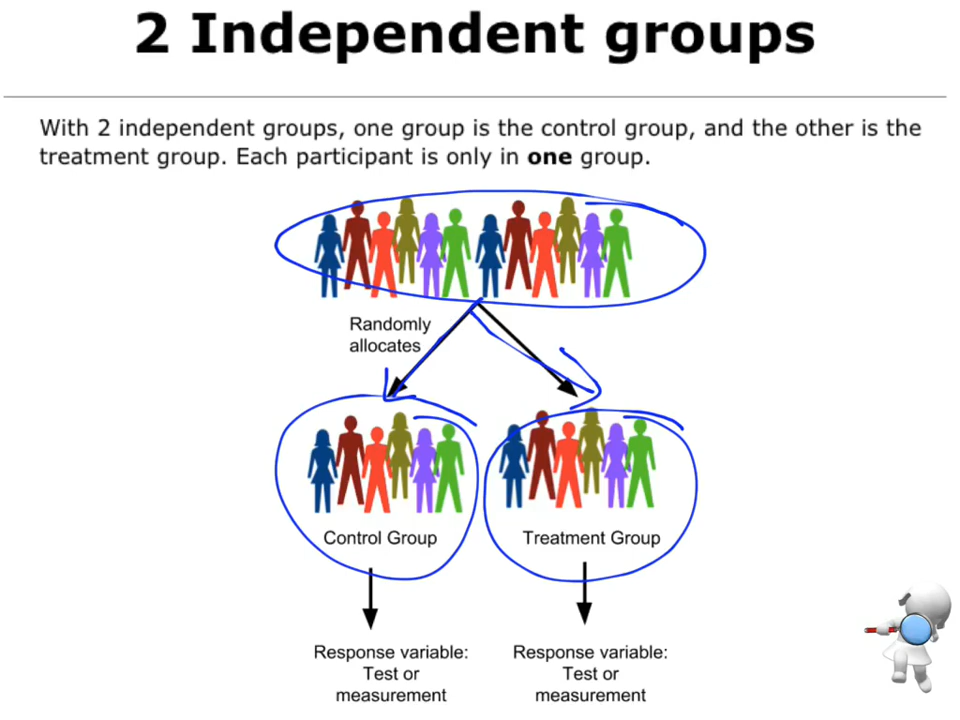 2 Independent groups
With 2 independent groups, one group is the control group, and the other is the
treatment group. Each participant is only in one group.
Randomly
allocates
Control Group
Treatment Group
Response variable:
Test or
measurement
Response variable:
Test or
measurement